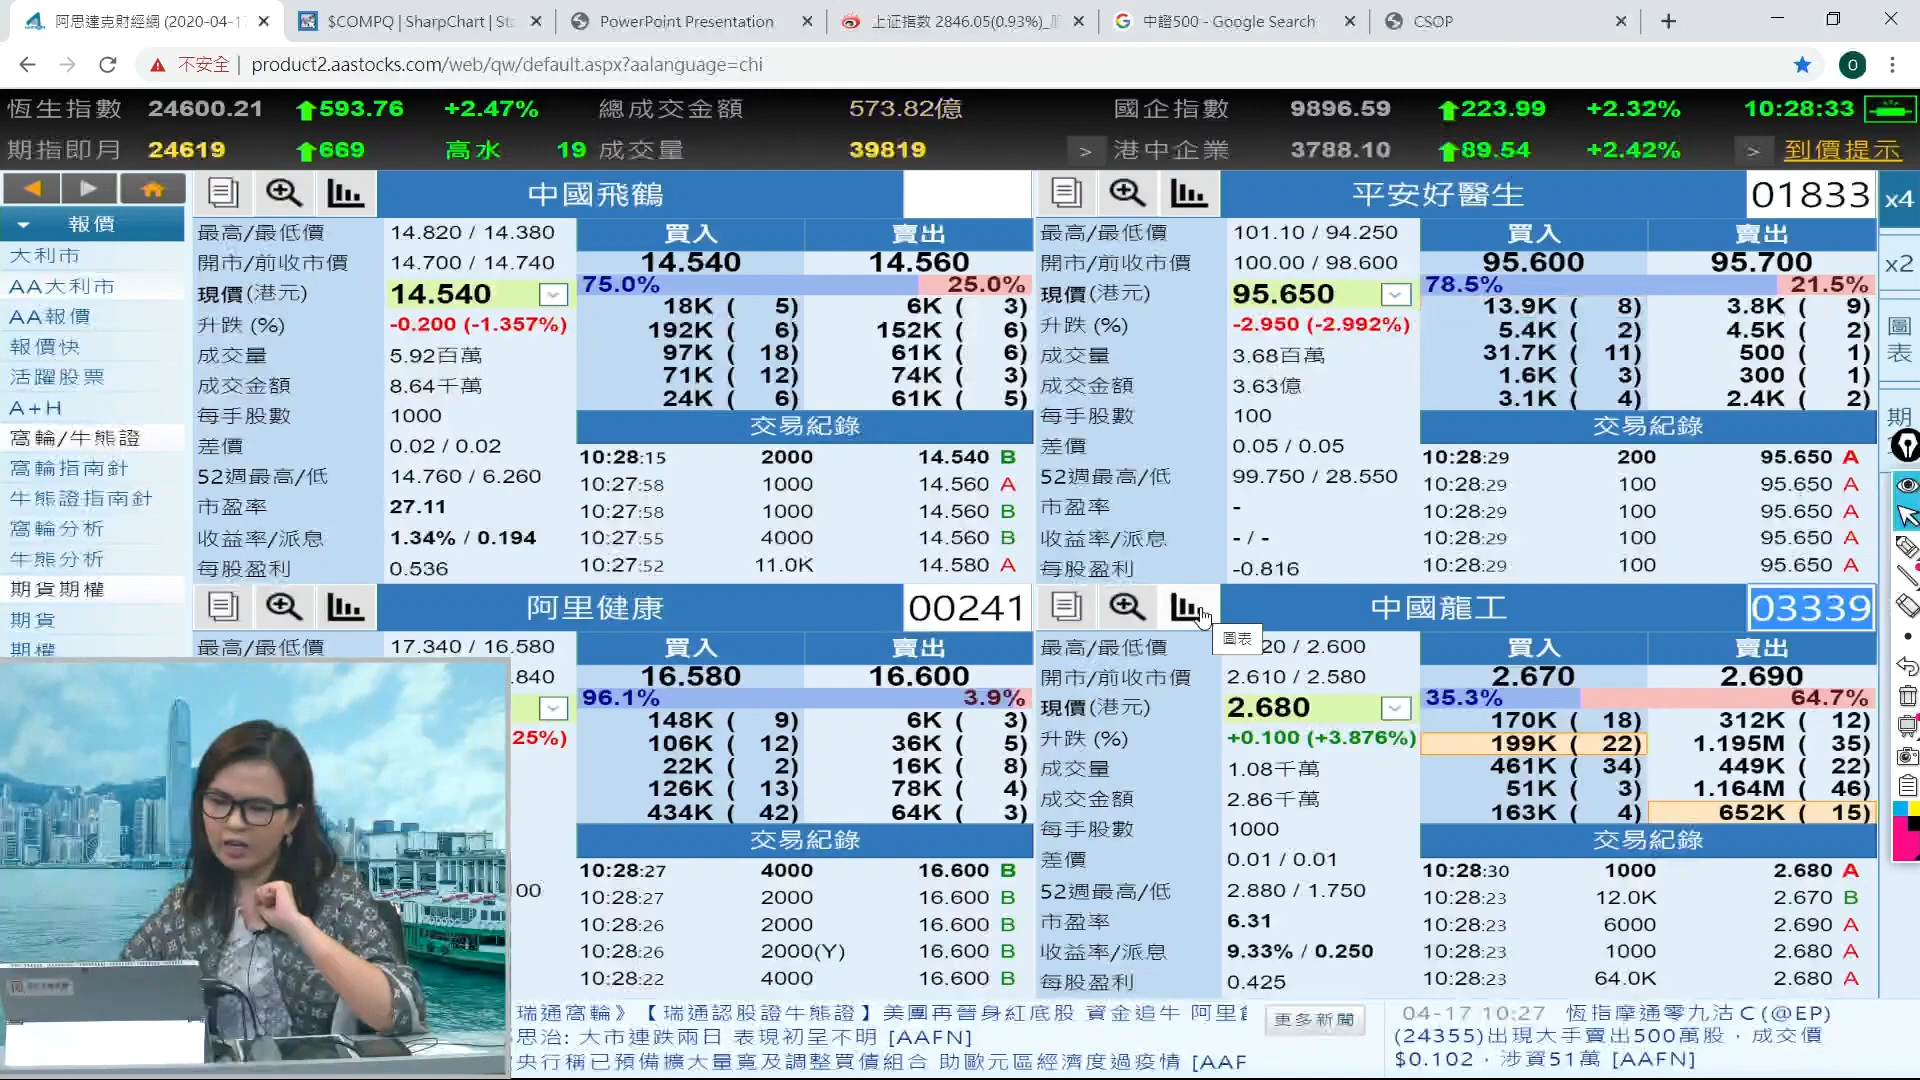 阿思達克財經網 (2020-04-1
$COMPQ | SharpChart | St
PowerPoint Presentation
上证指数 2846.05(0.93%)_
中證500 - Google Search
CSOP
不安全 | product2.aastocks.com/web/qw/default.aspx?aalanguage=chi
O
恆生指數 24600.21 593.76 +2.47% 總成交金額 573.82億 國企指數 9896.59 223.99 +2.32% 10:28:33
期指即月 24619 669 高水 19 成交量 39819 > 港中企業 3788.10 89.54 +2.42% > 到價提示
報價
大利市
AA大利市
AA報價
報價快
活躍股票
A+H
窩輪/牛熊證
窩輪指南針
牛熊證指南針
窩輪分析
牛熊分析
期貨期權
期貨
期權
中國飛鶴
最高/最低價 14.820 / 14.380
開市/前收市價 14.700 / 14.740
現價(港元) 14.540
升跌 (%) -0.200 (-1.357%)
成交量 5.92百萬
成交金額 8.64千萬
每手股數 1000
差價 0.02 / 0.02
52週最高/低 14.760 / 6.260
市盈率 27.11
收益率/派息 1.34% / 0.194
每股盈利 0.536
買入 賣出
14.540 14.560
75.0% 25.0%
18K ( 5) 6K ( 3)
192K ( 6) 152K ( 6)
97K ( 18) 61K ( 6)
71K ( 12) 74K ( 3)
24K ( 6) 61K ( 5)
交易紀錄
10:28:15 2000 14.540 B
10:27:58 1000 14.560 A
10:27:58 1000 14.560 B
10:27:55 4000 14.560 B
10:27:52 11.0K 14.580 A
平安好醫生 01833
最高/最低價 101.10 / 94.250
開市/前收市價 100.00 / 98.600
現價(港元) 95.650
升跌 (%) -2.950 (-2.992%)
成交量 3.68百萬
成交金額 3.63億
每手股數 100
差價 0.05 / 0.05
52週最高/低 99.750 / 28.550
市盈率 -
收益率/派息 - / -
每股盈利 -0.816
買入 賣出
95.600 95.700
78.5% 21.5%
13.9K ( 8) 3.8K ( 9)
5.4K ( 2) 4.5K ( 2)
31.7K ( 11) 500 ( 1)
1.6K ( 3) 300 ( 1)
3.1K ( 4) 2.4K ( 2)
交易紀錄
10:28:29 200 95.650 A
10:28:29 100 95.650 A
10:28:29 100 95.650 A
10:28:29 100 95.650 A
10:28:29 100 95.650 A
x4
x2
圖表
期
阿里健康 00241
最高/最低價 17.340 / 16.580
.840
25%)
00
買入 賣出
16.580 16.600
96.1% 3.9%
148K ( 9) 6K ( 3)
106K ( 12) 36K ( 5)
22K ( 2) 16K ( 8)
126K ( 13) 78K ( 4)
434K ( 42) 64K ( 3)
交易紀錄
10:28:27 4000 16.600 B
10:28:27 2000 16.600 B
10:28:26 2000 16.600 B
10:28:26 2000(Y) 16.600 B
10:28:22 4000 16.600 B
中國龍工 03339
圖表
最高/最低價 20 / 2.600
開市/前收市價 2.610 / 2.580
現價(港元) 2.680
升跌 (%) +0.100 (+3.876%)
成交量 1.08千萬
成交金額 2.86千萬
每手股數 1000
差價 0.01 / 0.01
52週最高/低 2.880 / 1.750
市盈率 6.31
收益率/派息 9.33% / 0.250
每股盈利 0.425
買入 賣出
2.670 2.690
35.3% 64.7%
170K ( 18) 312K ( 12)
199K ( 22) 1.195M ( 35)
461K ( 34) 449K ( 22)
51K ( 3) 1.164M ( 46)
163K ( 4) 652K ( 15)
交易紀錄
10:28:30 1000 2.680 A
10:28:23 12.0K 2.670 B
10:28:23 6000 2.690 A
10:28:23 1000 2.680 A
10:28:23 64.0K 2.680 A
瑞通窩輪》【瑞通認股證牛熊證】美團再晉身紅底股 資金追牛 阿里
思治: 大市連跌兩日 表現初呈不明 [AAFN]
央行稱已預備擴大量寬及調整買債組合 助歐元區經濟度過疫情 [AAF
更多新聞
04-17 10:27 恆指摩通零九沽Ｃ(@EP)
(24355)出現大手賣出500萬股，成交價
$0.102，涉資51萬 [AAFN]